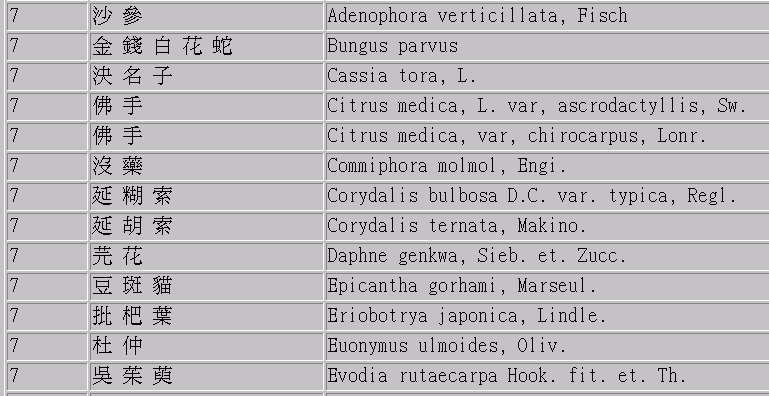 7 沙 參 Adenophora verticillata, Fisch
7 金 錢 白 花 蛇 Bungus parvus
7 決 名 子 Cassia tora, L.
7 佛 手 Citrus medica, L. var, ascrodactyllis, Sw.
7 佛 手 Citrus medica, var, chirocarpus, Lonr.
7 沒 藥 Commiphora molmol, Engi.
7 延 糊 索 Corydalis bulbosa D.C. var. typica, Regl.
7 延 胡 索 Corydalis ternata, Makino.
7 芫 花 Daphne genkwa, Sieb. et. Zucc.
7 豆 斑 貓 Epicantha gorhami, Marseul.
7 批 杷 葉 Eriobotrya japonica, Lindle.
7 杜 仲 Euonymus ulmoides, Oliv.
7 吳 茱 萸 Evodia rutaecarpa Hook. fit. et. Th.